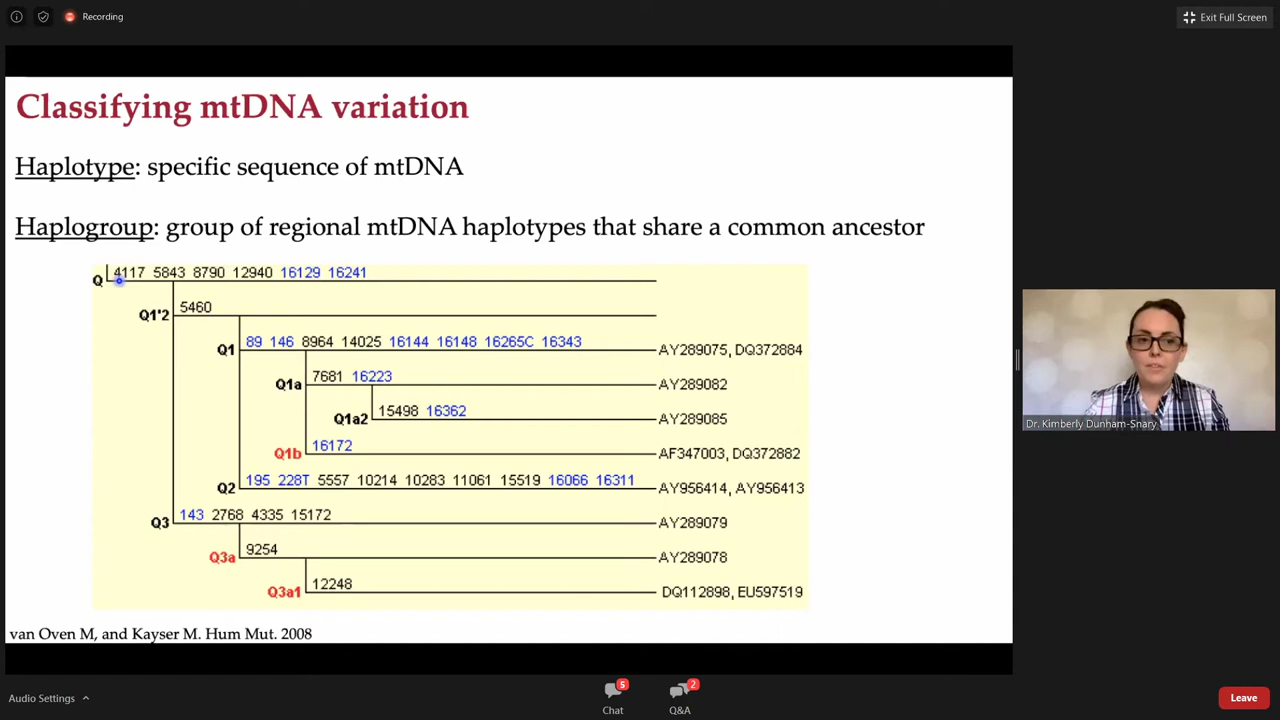 Recording
Exit Full Screen
Classifying mtDNA variation
Haplotype: specific sequence of mtDNA
Haplogroup: group of regional mtDNA haplotypes that share a common ancestor
Q 4117 5843 8790 12940 16129 16241
Q1'2 5460
Q1 89 146 8964 14025 16144 16148 16265C 16343 AY289075, DQ372884
Q1a 7681 16223 AY289082
Q1a2 15498 16362 AY289085
Q1b 16172 AF347003, DQ372882
Q2 195 228T 5557 10214 10283 11061 15519 16066 16311 AY956414, AY956413
Q3 143 2768 4335 15172 AY289079
Q3a 9254 AY289078
Q3a1 12248 DQ112898, EU597519
van Oven M, and Kayser M. Hum Mut. 2008
Dr. Kimberly Dunham-Snary
Audio Settings
5
Chat
2
Q&A
Leave